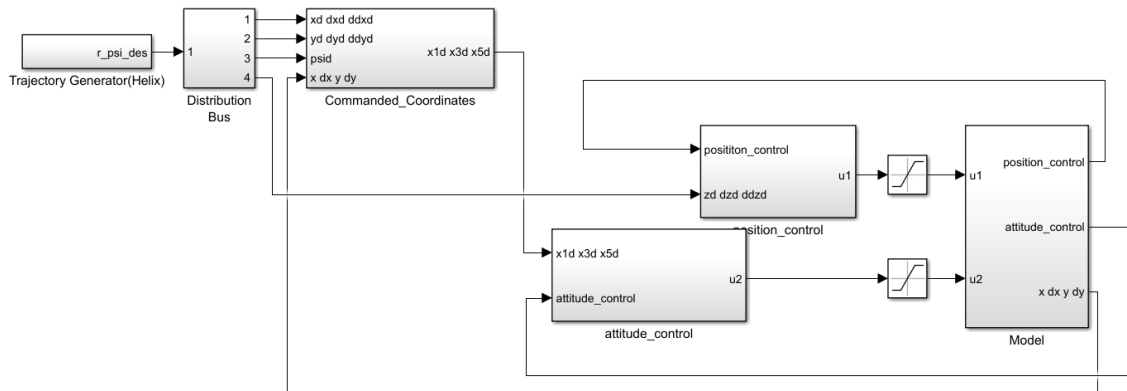 r_psi_des
Trajectory Generator(Helix)
1
1
2
3
4
Distribution
Bus
xd dxd ddxd
yd dyd ddyd
psid
x dx y dy
x1d x3d x5d
Commanded_Coordinates
posititon_control
zd dzd ddzd
u1
position_control
x1d x3d x5d
attitude_control
u2
attitude_control
u1
u2
position_control
attitude_control
x dx y dy
Model